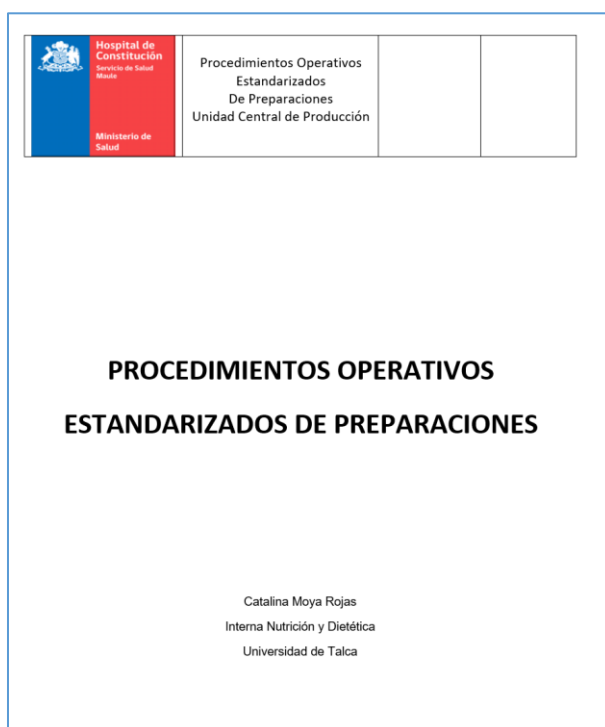 Hospital de
Constitución
Servicio de Salud
Maule
Ministerio de
Salud
Procedimientos Operativos
Estandarizados
De Preparaciones
Unidad Central de Producción
PROCEDIMIENTOS OPERATIVOS
ESTANDARIZADOS DE PREPARACIONES
Catalina Moya Rojas
Interna Nutrición y Dietética
Universidad de Talca